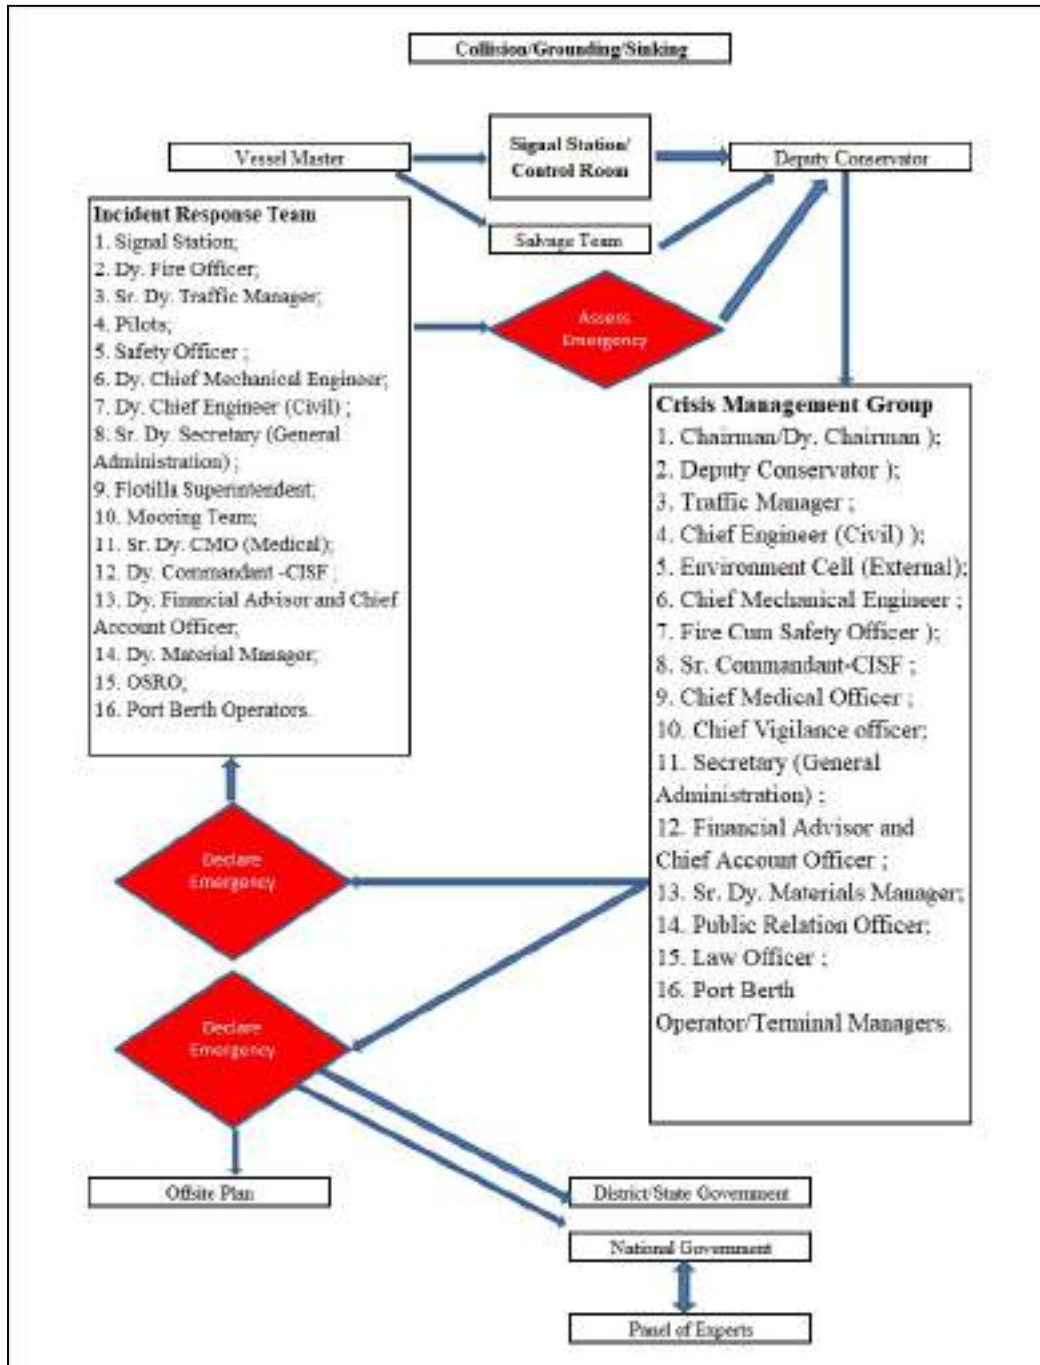 Collision/Grounding/Sinking
Vessel Master
Signal Station/
Control Room
Deputy Conservator
Salvage Team
Incident Response Team
1. Signal Station;
2. Dy. Fire Officer;
3. Sr. Dy. Traffic Manager;
4. Pilots;
5. Safety Officer ;
6. Dy. Chief Mechanical Engineer;
7. Dy. Chief Engineer (Civil) ;
8. Sr. Dy. Secretary (General
Administration) ;
9. Flotilla Superintendent;
10. Mooring Team;
11. Sr. Dy. CMO (Medical);
12. Dy. Commandant -CISF ;
13. Dy. Financial Advisor and Chief
Account Officer;
14. Dy. Material Manager;
15. OSRO;
16. Port Berth Operators.
Assess
Emergency
Crisis Management Group
1. Chairman/Dy. Chairman );
2. Deputy Conservator );
3. Traffic Manager ;
4. Chief Engineer (Civil) );
5. Environment Cell (External);
6. Chief Mechanical Engineer ;
7. Fire Cum Safety Officer );
8. Sr. Commandant-CISF ;
9. Chief Medical Officer ;
10. Chief Vigilance officer;
11. Secretary (General
Administration) ;
12. Financial Advisor and
Chief Account Officer ;
13. Sr. Dy. Materials Manager;
14. Public Relation Officer;
15. Law Officer ;
16. Port Berth
Operator/Terminal Managers.
Declare
Emergency
Declare
Emergency
Offsite Plan
District/State Government
National Government
Panel of Experts